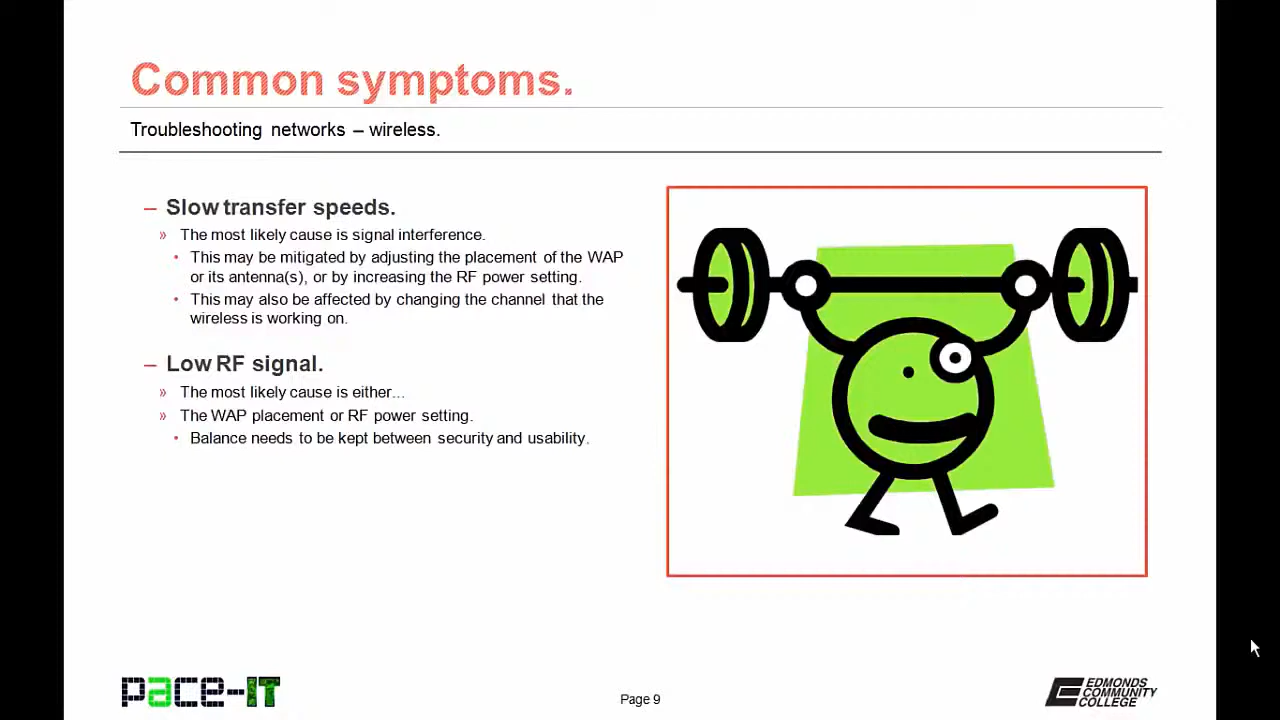 Common symptoms.
Troubleshooting networks – wireless.
– Slow transfer speeds.
» The most likely cause is signal interference.
• This may be mitigated by adjusting the placement of the WAP
or its antenna(s), or by increasing the RF power setting.
• This may also be affected by changing the channel that the
wireless is working on.
– Low RF signal.
» The most likely cause is either...
» The WAP placement or RF power setting.
• Balance needs to be kept between security and usability.
pace-IT
Page 9
EDMONDS
COMMUNITY
COLLEGE